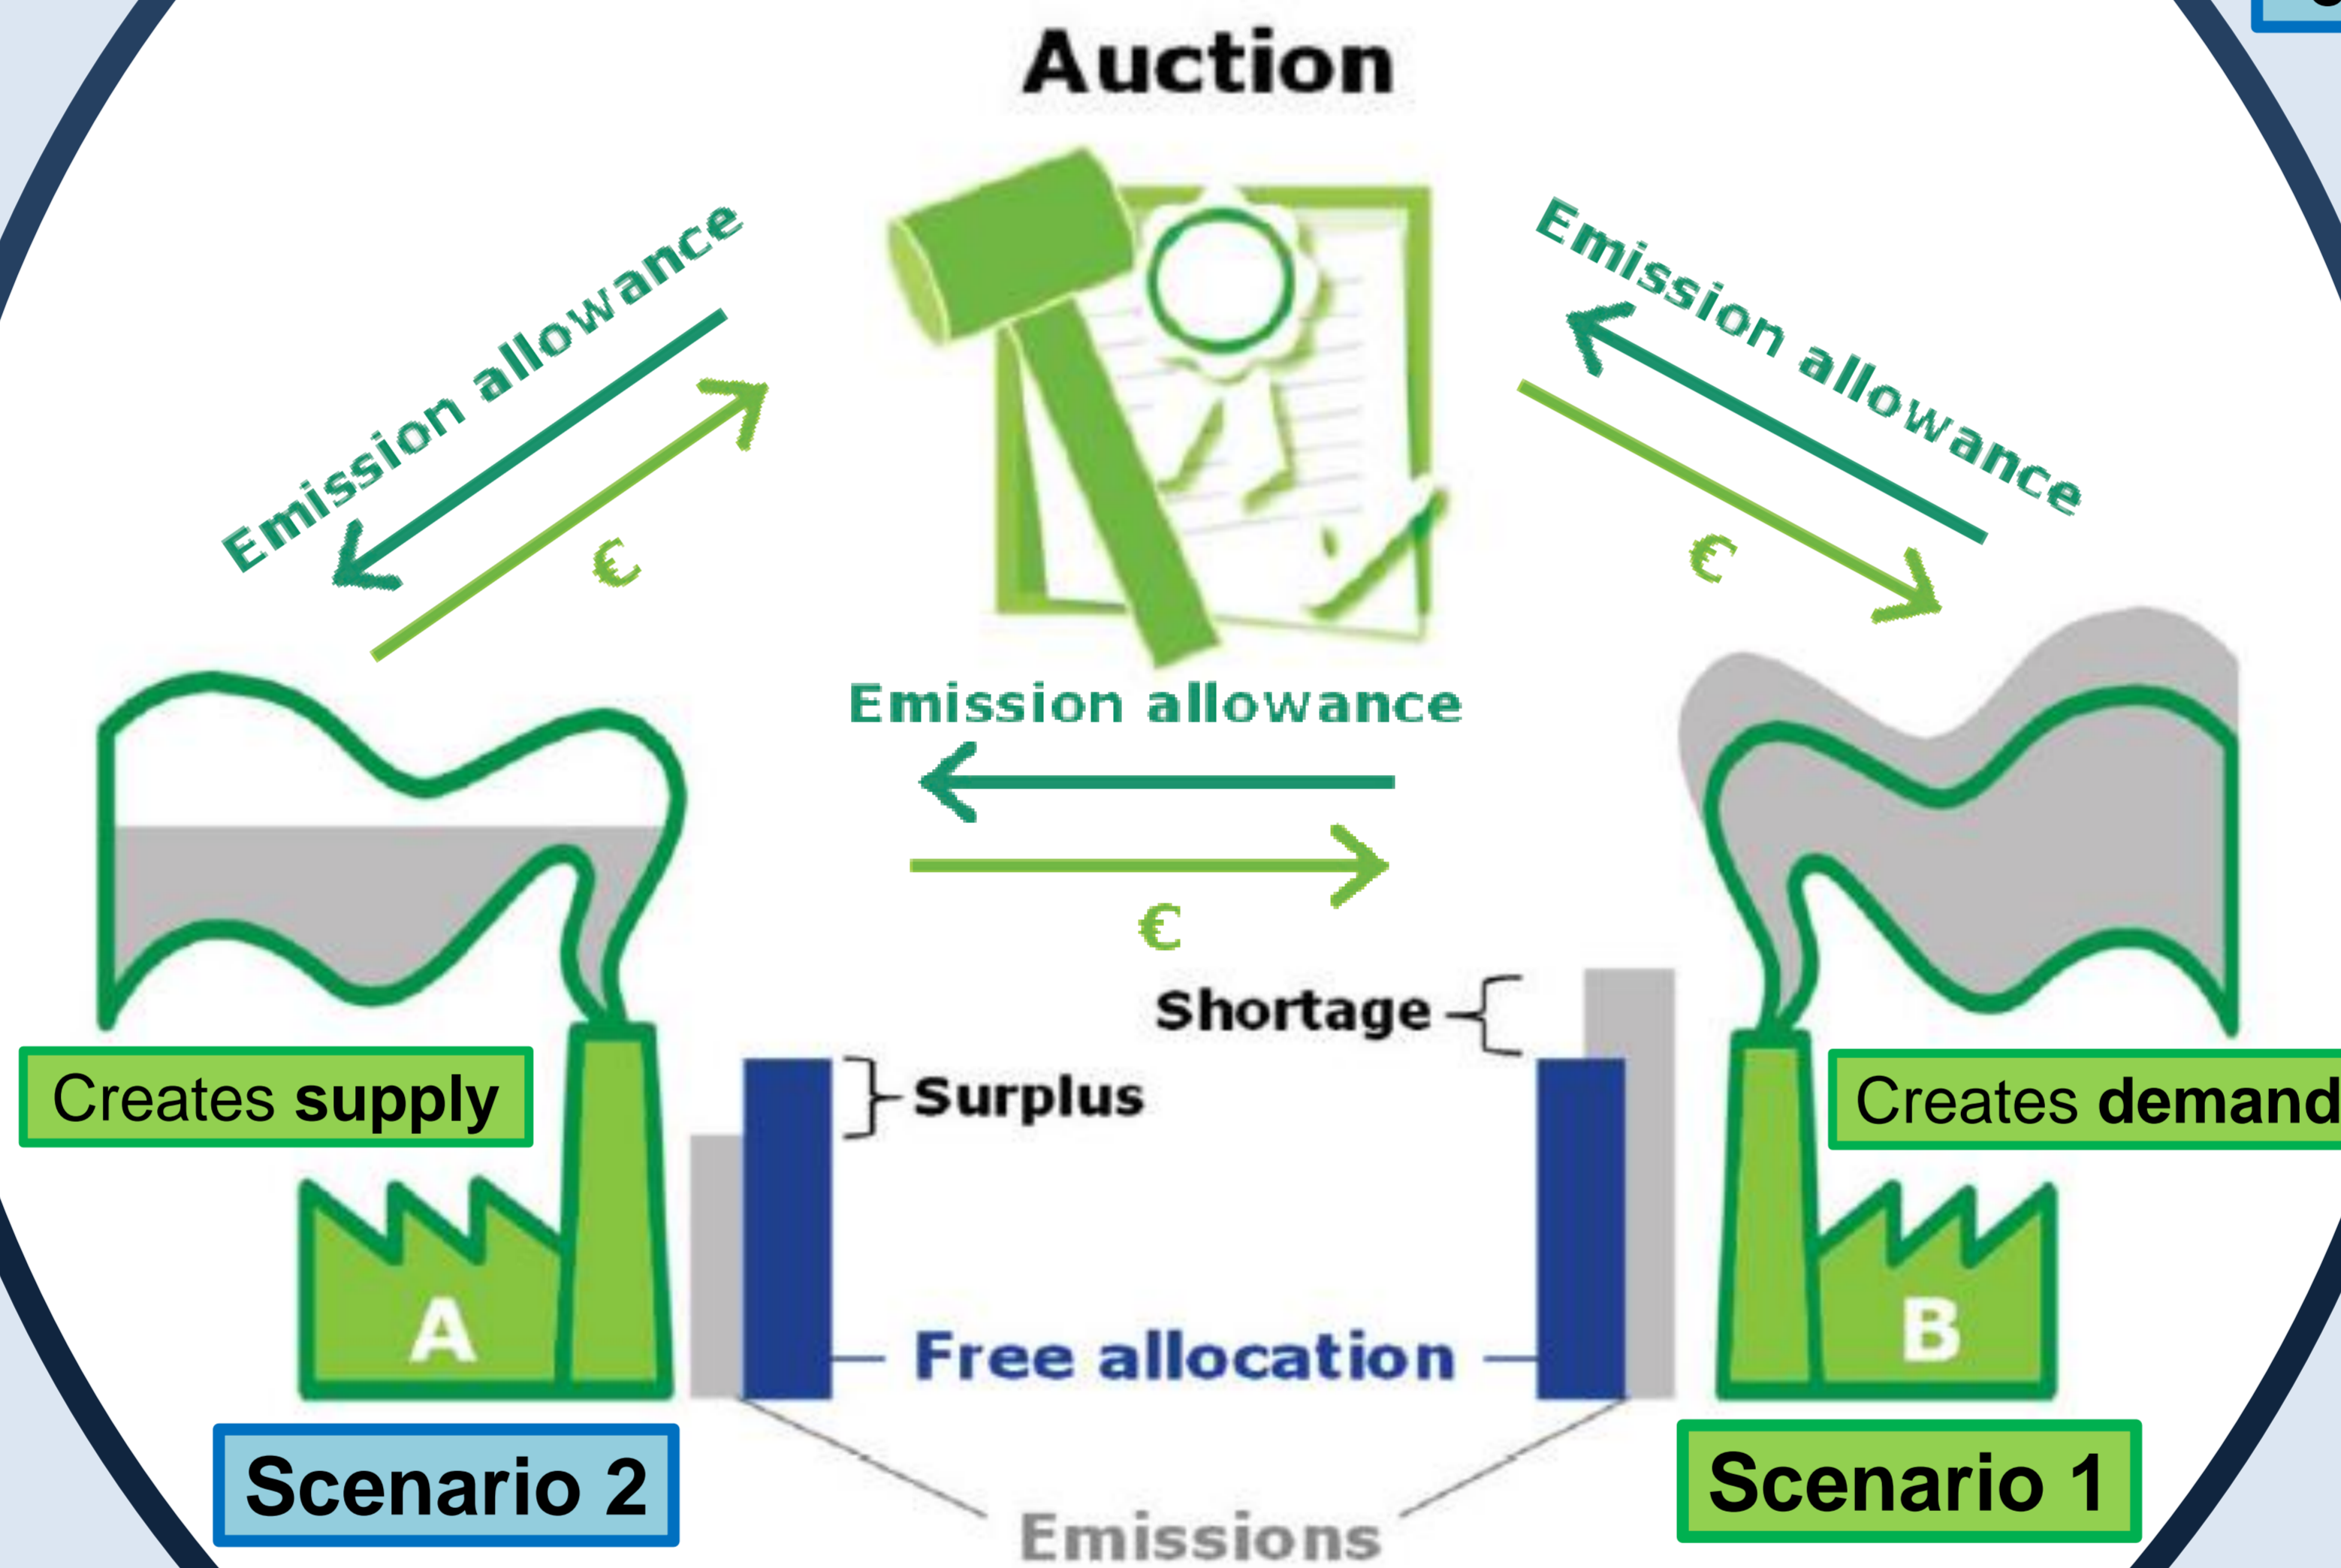 Auction
Emission allowance
€
Emission allowance
€
Emission allowance
€
Shortage
Surplus
Creates supply
Creates demand
A
B
Free allocation
Scenario 2
Scenario 1
Emissions